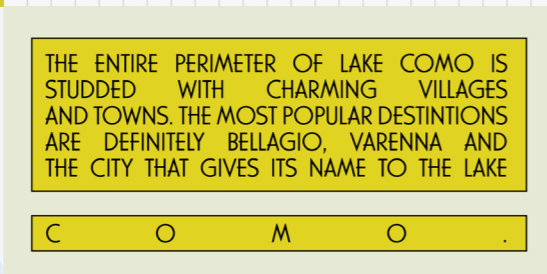 THE ENTIRE PERIMETER OF LAKE COMO IS
STUDDED WITH CHARMING VILLAGES
AND TOWNS. THE MOST POPULAR DESTINTIONS
ARE DEFINITELY BELLAGIO, VARENNA AND
THE CITY THAT GIVES ITS NAME TO THE LAKE
C O M O .